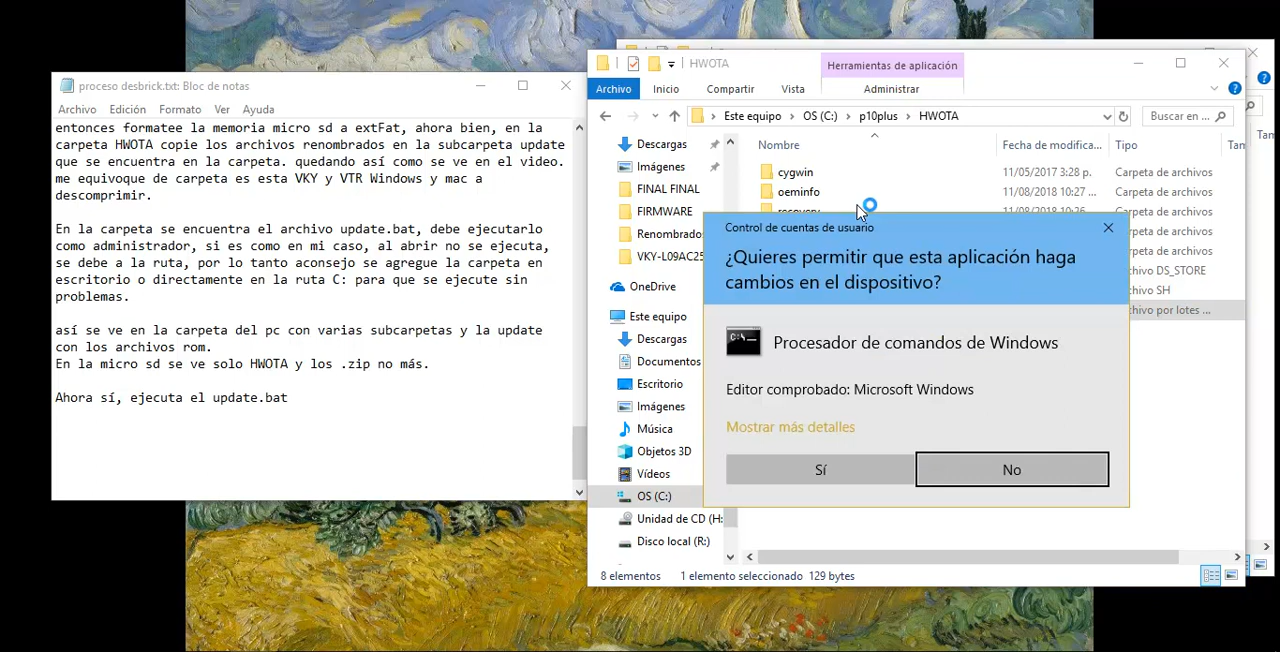 proceso desbrick.txt: Bloc de notas
Archivo Edición Formato Ver Ayuda
entonces formatee la memoria micro sd a extFat, ahora bien, en la
carpeta HWOTA copie los archivos renombrados en la subcarpeta update
que se encuentra en la carpeta. quedando así como se ve en el video.
me equivoque de carpeta es esta VKY y VTR Windows y mac a
descomprimir.
En la carpeta se encuentra el archivo update.bat, debe ejecutarlo
como administrador, si es como en mi caso, al abrir no se ejecuta,
se debe a la ruta, por lo tanto aconsejo se agregue la carpeta en
escritorio o directamente en la ruta C: para que se ejecute sin
problemas.
así se ve en la carpeta del pc con varias subcarpetas y la update
con los archivos rom.
En la micro sd se ve solo HWOTA y los .zip no más.
Ahora sí, ejecuta el update.bat
HWOTA
Herramientas de aplicación
Archivo Inicio Compartir Vista Administrar
Este equipo > OS (C:) > p10plus > HWOTA
Buscar en ...
Descargas
Imágenes
FINAL FINAL
FIRMWARE
Renombrados
VKY-L09AC25
OneDrive
Este equipo
Descargas
Documentos
Escritorio
Imágenes
Música
Objetos 3D
Vídeos
OS (C:)
Unidad de CD (H:
Disco local (R:)
Nombre Fecha de modifica... Tipo Tam
cygwin 11/05/2017 3:28 p. Carpeta de archivos
oeminfo 11/08/2018 10:27 ... Carpeta de archivos
recovery 11/08/2018 10:26 Carpeta de archivos
Carpeta de archivos
Carpeta de archivos
chivo DS_STORE
chivo SH
chivo por lotes ...
Tam
Control de cuentas de usuario
¿Quieres permitir que esta aplicación haga
cambios en el dispositivo?
Procesador de comandos de Windows
Editor comprobado: Microsoft Windows
Mostrar más detalles
Sí No
8 elementos 1 elemento seleccionado 129 bytes